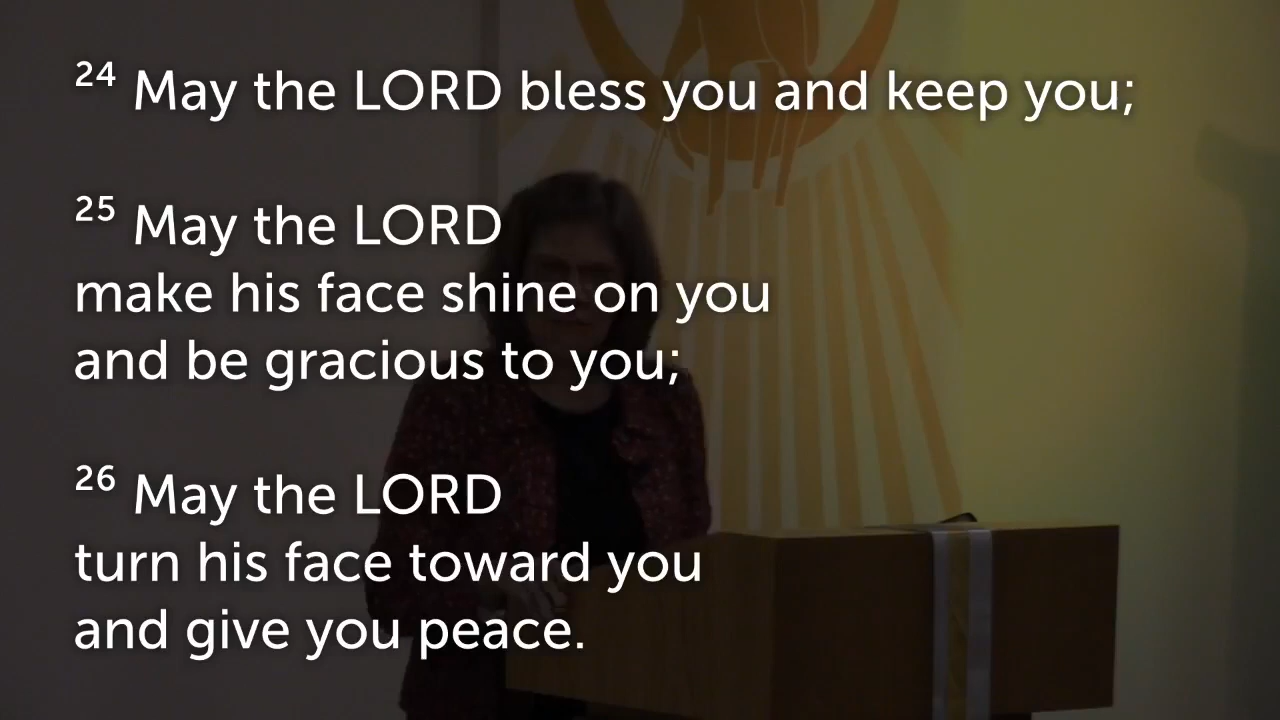 24 May the LORD bless you and keep you;
25 May the LORD
make his face shine on you
and be gracious to you;
26 May the LORD
turn his face toward you
and give you peace.